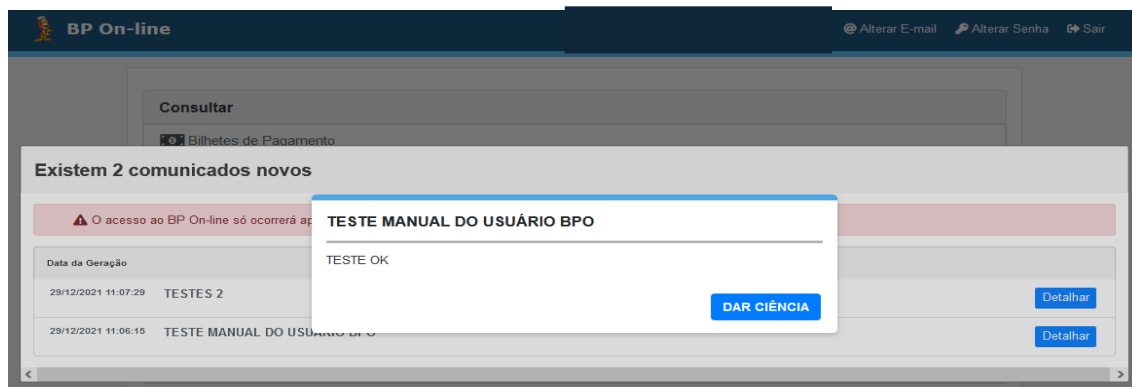 BP On-line
Alterar E-mail Alterar Senha Sair
Consultar
Bilhetes de Pagamento
Existem 2 comunicados novos
O acesso ao BP On-line só ocorrerá
TESTE MANUAL DO USUÁRIO BPO
TESTE OK
DAR CIÊNCIA
Data da Geração
29/12/2021 11:07:29 TESTES 2 Detalhar
29/12/2021 11:06:15 TESTE MANUAL DO USUÁRIO BPO Detalhar